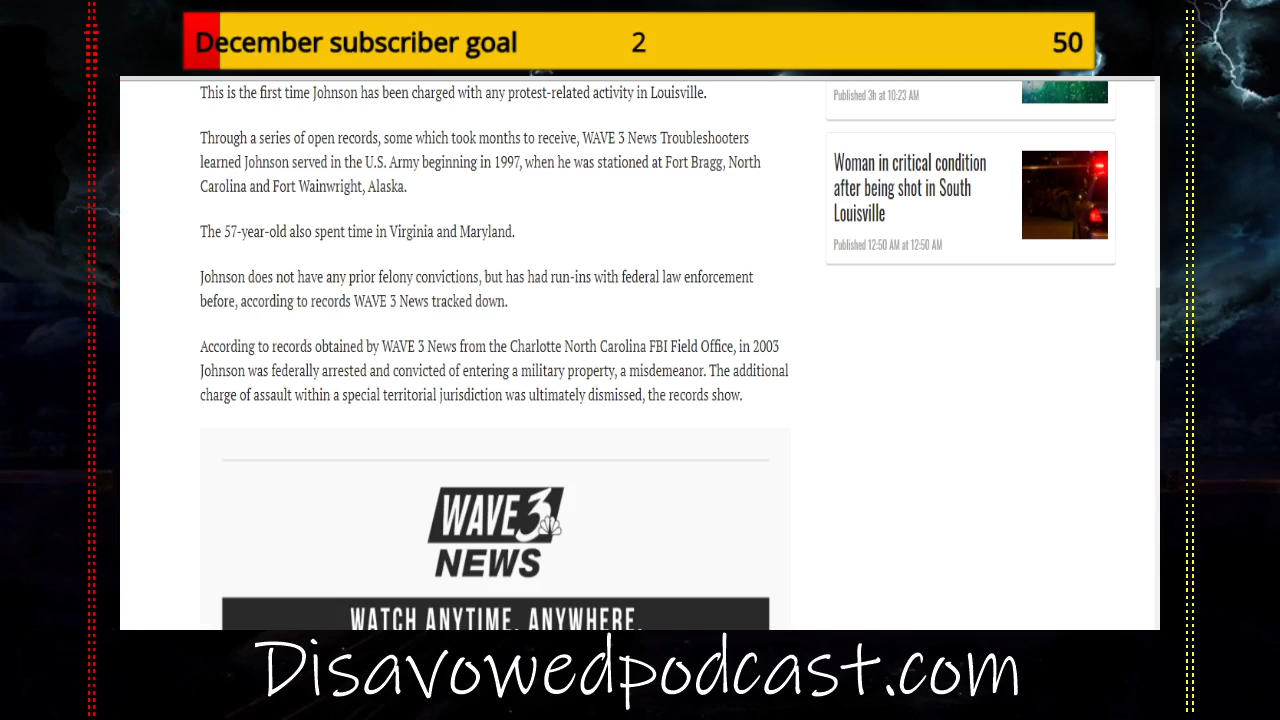 December subscriber goal 2 50
This is the first time Johnson has been charged with any protest-related activity in Louisville.
Through a series of open records, some which took months to receive, WAVE 3 News Troubleshooters
learned Johnson served in the U.S. Army beginning in 1997, when he was stationed at Fort Bragg, North
Carolina and Fort Wainwright, Alaska.
The 57-year-old also spent time in Virginia and Maryland.
Johnson does not have any prior felony convictions, but has had run-ins with federal law enforcement
before, according to records WAVE 3 News tracked down.
According to records obtained by WAVE 3 News from the Charlotte North Carolina FBI Field Office, in 2003
Johnson was federally arrested and convicted of entering a military property, a misdemeanor. The additional
charge of assault within a special territorial jurisdiction was ultimately dismissed, the records show.
WAVE 3
NEWS
WATCH ANYTIME. ANYWHERE.
Published 3h at 10:23 AM
Woman in critical condition
after being shot in South
Louisville
Published 12:50 AM at 12:50 AM
Disavowedpodcast.com